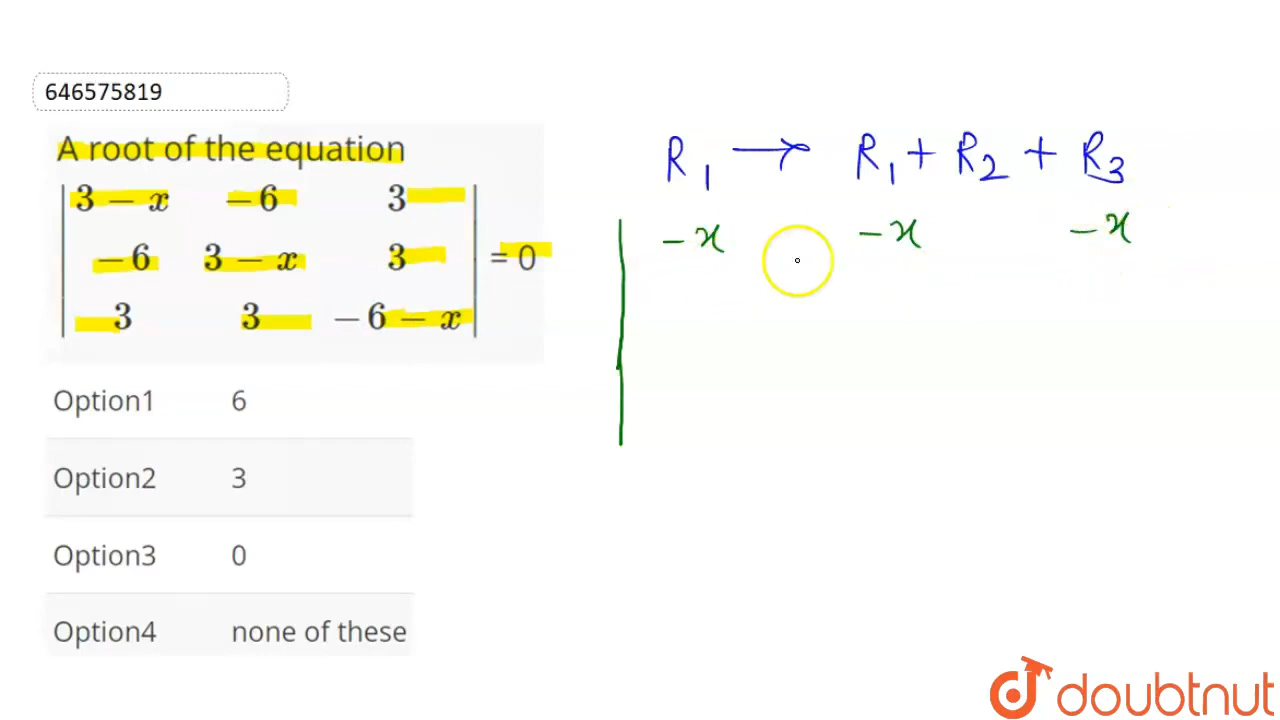 646575819
A root of the equation
3 − x −6 3
−6 3 − x 3 = 0
3 3 −6 − x
Option1 6
Option2 3
Option3 0
Option4 none of these
R₁ → R₁ + R₂ + R₃
−x −x −x
doubtnut